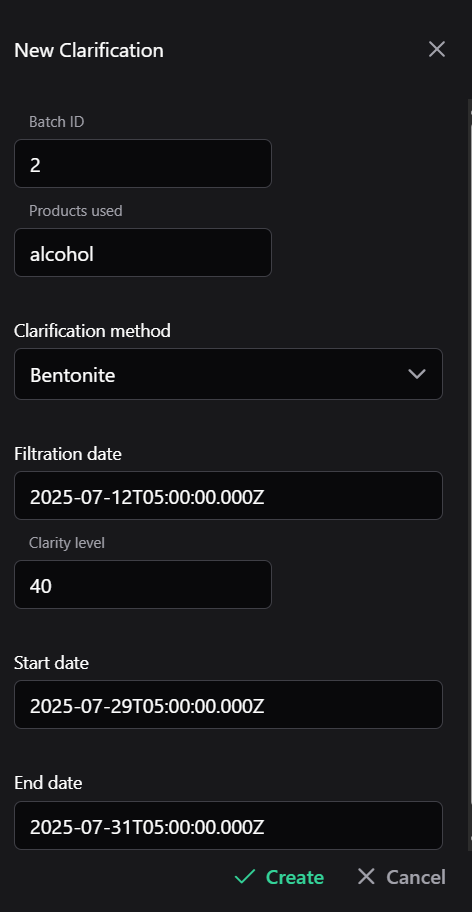 New Clarification
Batch ID
2
Products used
alcohol
Clarification method
Bentonite
Filtration date
2025-07-12T05:00:00.000Z
Clarity level
40
Start date
2025-07-29T05:00:00.000Z
End date
2025-07-31T05:00:00.000Z
Create Cancel